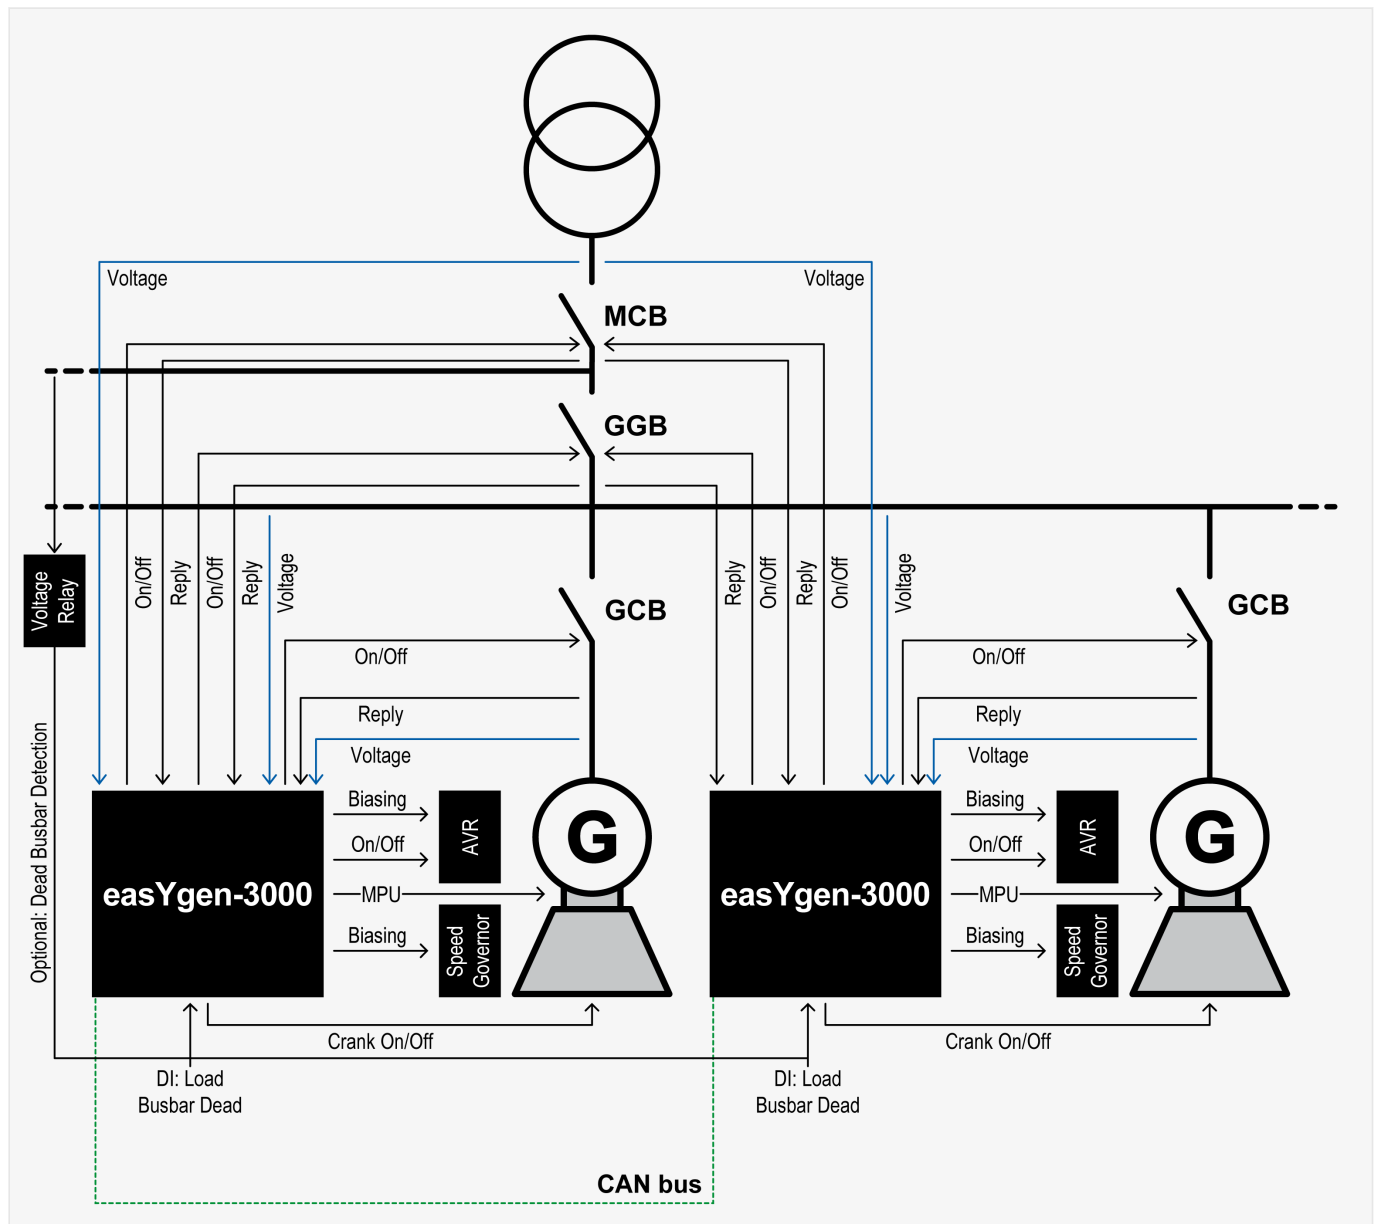 Voltage
Voltage
MCB
GGB
On/Off
Reply
On/Off
Reply
Voltage
Reply
On/Off
Reply
On/Off
Voltage
Voltage
Relay
GCB
GCB
On/Off
On/Off
Reply
Reply
Voltage
Voltage
Optional: Dead Busbar Detection
easYgen-3000
Biasing
On/Off
MPU
Biasing
AVR
Speed
Governor
G
easYgen-3000
Biasing
On/Off
MPU
Biasing
AVR
Speed
Governor
G
Crank On/Off
Crank On/Off
DI: Load
Busbar Dead
DI: Load
Busbar Dead
CAN bus